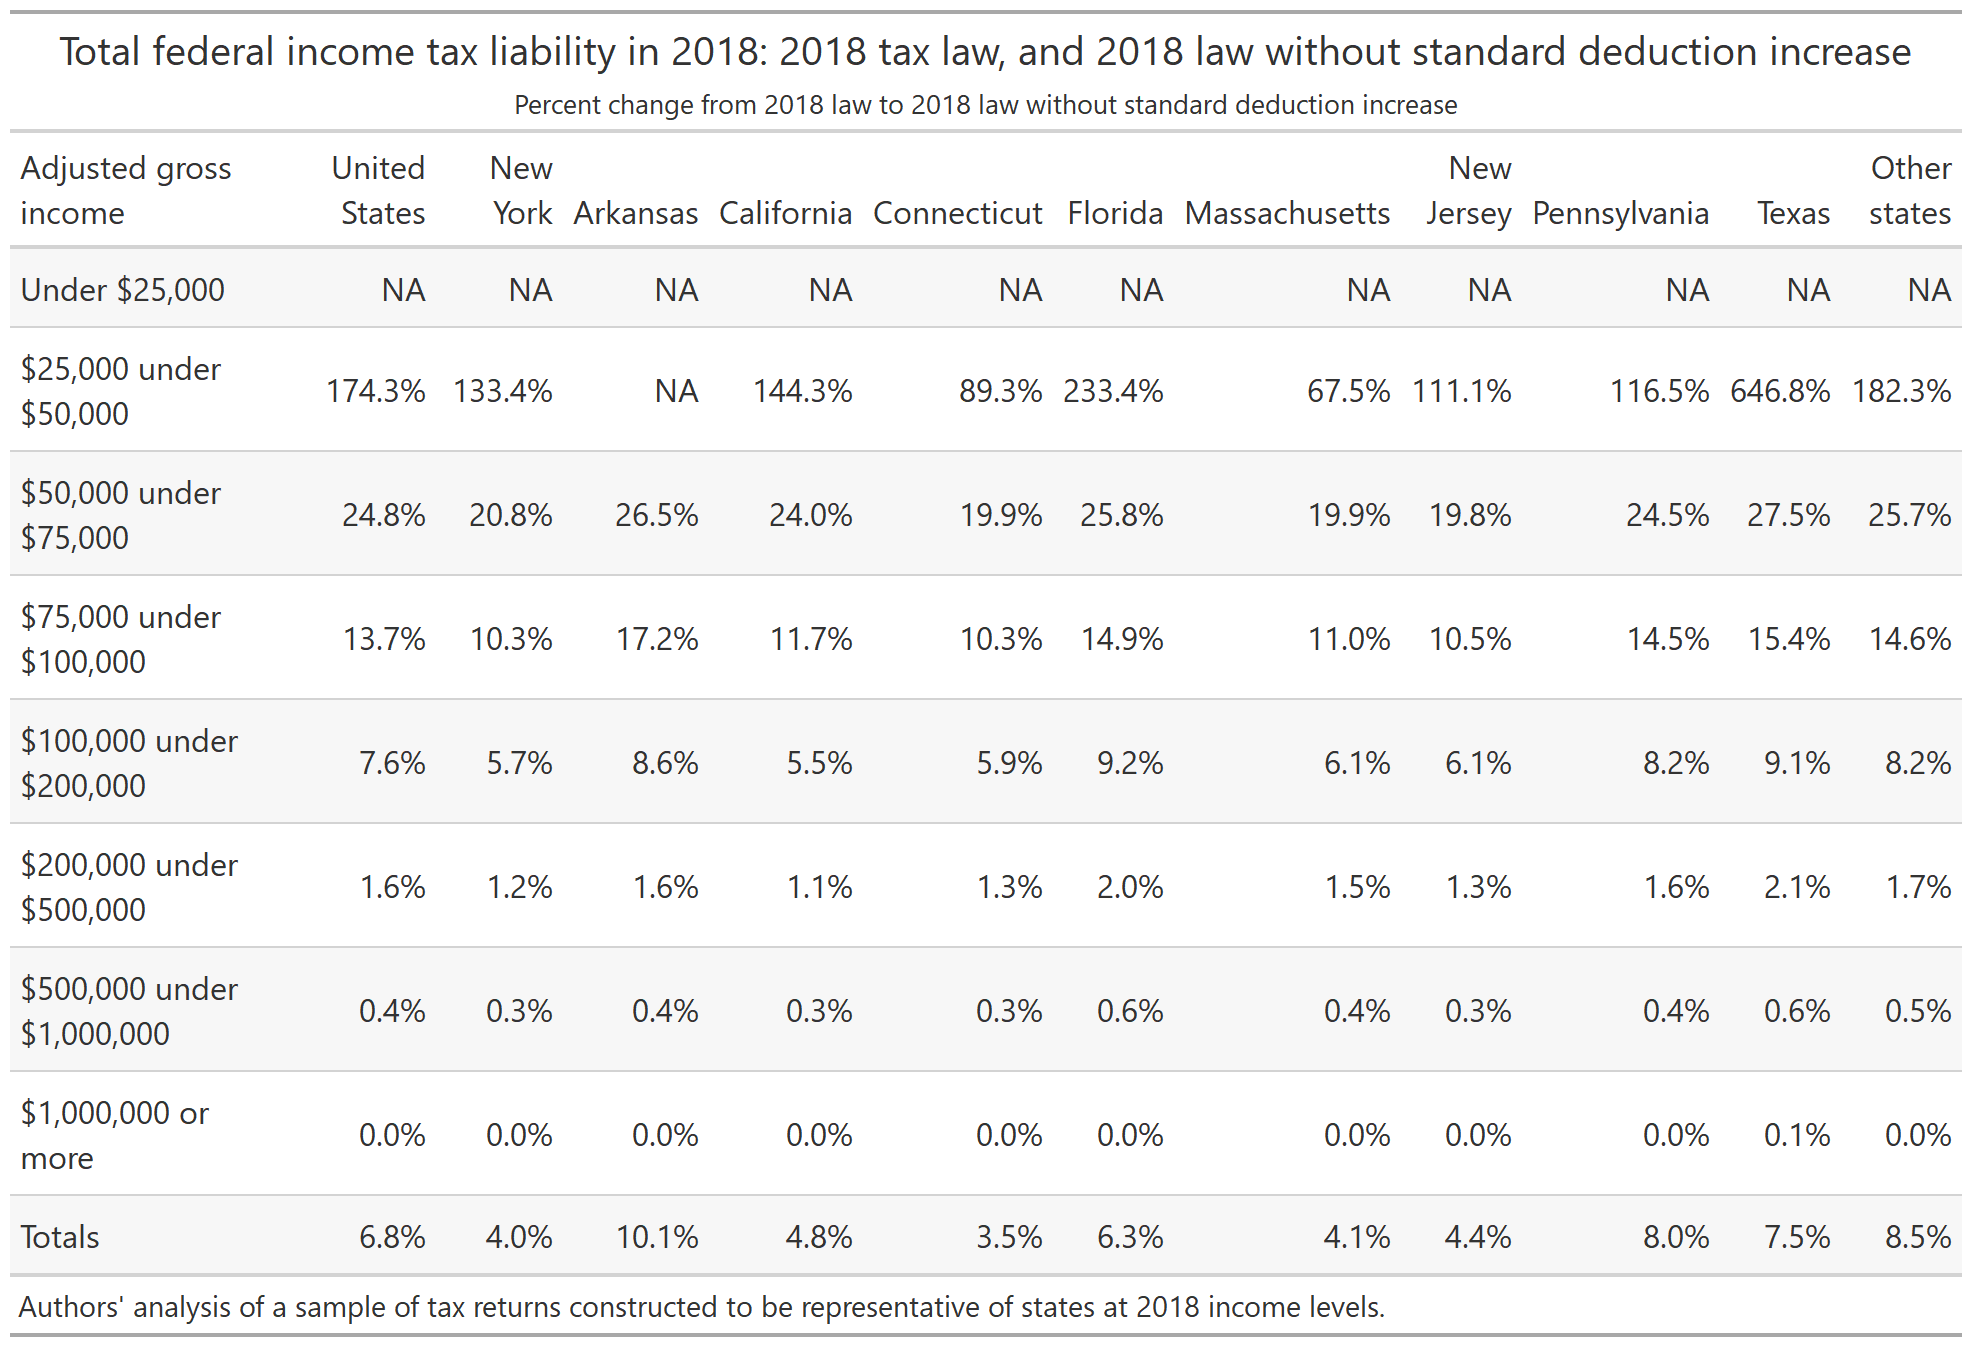 Total federal income tax liability in 2018: 2018 tax law, and 2018 law without standard deduction increase
Percent change from 2018 law to 2018 law without standard deduction increase
Adjusted gross United New New Other
income States York Arkansas California Connecticut Florida Massachusetts Jersey Pennsylvania Texas states
Under $25,000 NA NA NA NA NA NA NA NA NA NA NA
$25,000 under
174.3% 133.4% NA 144.3% 89.3% 233.4% 67.5% 111.1% 116.5% 646.8% 182.3%
$50,000
$50,000 under
24.8% 20.8% 26.5% 24.0% 19.9% 25.8% 19.9% 19.8% 24.5% 27.5% 25.7%
$75,000
$75,000 under
13.7% 10.3% 17.2% 11.7% 10.3% 14.9% 11.0% 10.5% 14.5% 15.4% 14.6%
$100,000
$100,000 under
7.6% 5.7% 8.6% 5.5% 5.9% 9.2% 6.1% 6.1% 8.2% 9.1% 8.2%
$200,000
$200,000 under
1.6% 1.2% 1.6% 1.1% 1.3% 2.0% 1.5% 1.3% 1.6% 2.1% 1.7%
$500,000
$500,000 under
0.4% 0.3% 0.4% 0.3% 0.3% 0.6% 0.4% 0.3% 0.4% 0.6% 0.5%
$1,000,000
$1,000,000 or
0.0% 0.0% 0.0% 0.0% 0.0% 0.0% 0.0% 0.0% 0.0% 0.1% 0.0%
more
Totals 6.8% 4.0% 10.1% 4.8% 3.5% 6.3% 4.1% 4.4% 8.0% 7.5% 8.5%
Authors' analysis of a sample of tax returns constructed to be representative of states at 2018 income levels.